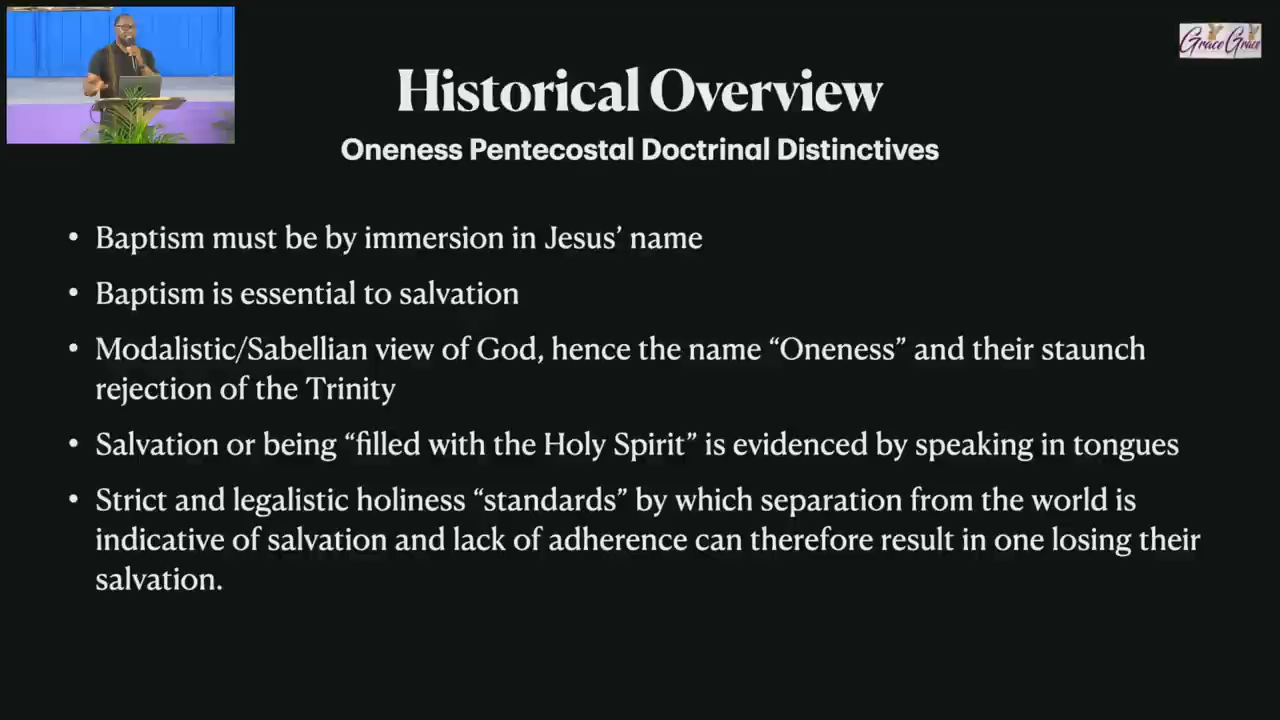 Grace Grace
Historical Overview
Oneness Pentecostal Doctrinal Distinctives
• Baptism must be by immersion in Jesus’ name
• Baptism is essential to salvation
• Modalistic/Sabellian view of God, hence the name “Oneness” and their staunch
rejection of the Trinity
• Salvation or being “filled with the Holy Spirit” is evidenced by speaking in tongues
• Strict and legalistic holiness “standards” by which separation from the world is
indicative of salvation and lack of adherence can therefore result in one losing their
salvation.